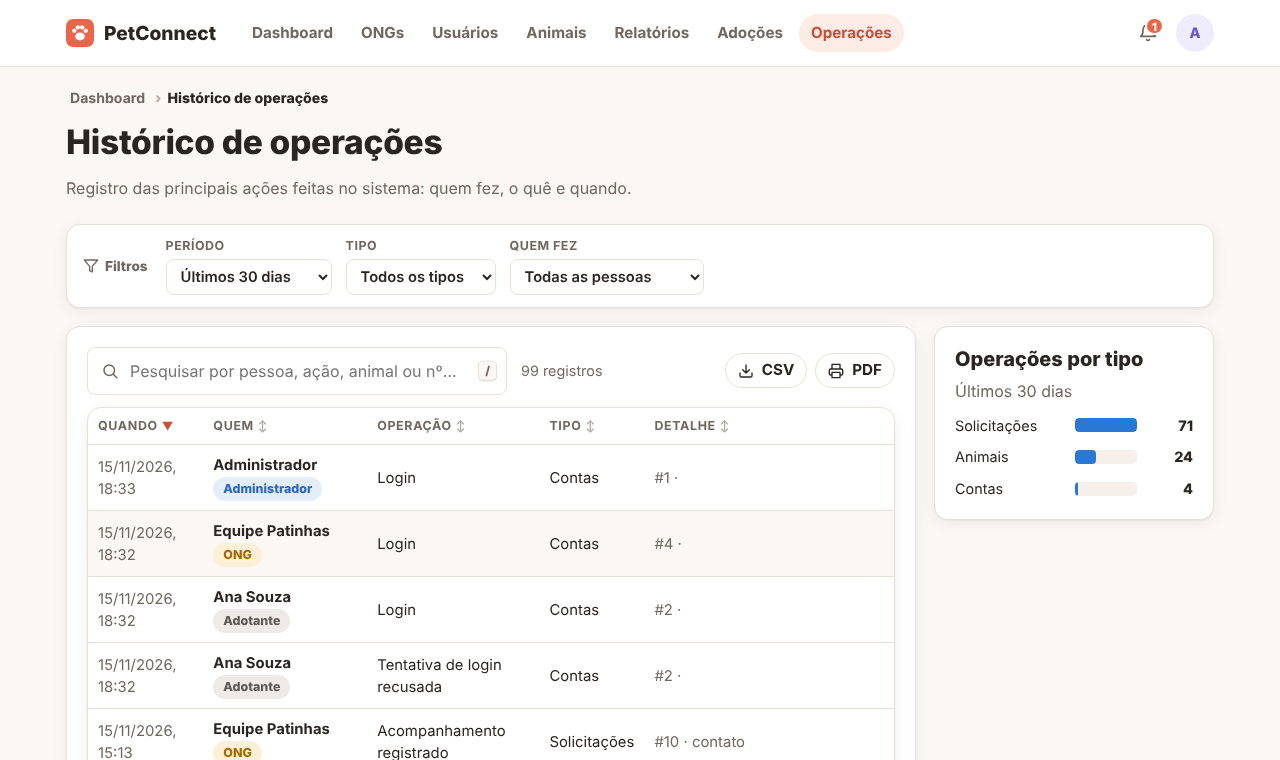 PetConnect Dashboard ONGs Usuários Animais Relatórios Adoções Operações 1 A
Dashboard › Histórico de operações
Histórico de operações
Registro das principais ações feitas no sistema: quem fez, o quê e quando.
Filtros
PERÍODO TIPO QUEM FEZ
Últimos 30 dias Todos os tipos Todas as pessoas
Pesquisar por pessoa, ação, animal ou nº... / 99 registros CSV PDF
QUANDO QUEM OPERAÇÃO TIPO DETALHE
15/11/2026, 18:33 Administrador Administrador Login Contas #1 ·
15/11/2026, 18:32 Equipe Patinhas ONG Login Contas #4 ·
15/11/2026, 18:32 Ana Souza Adotante Login Contas #2 ·
15/11/2026, 18:32 Ana Souza Adotante Tentativa de login recusada Contas #2 ·
15/11/2026, 15:13 Equipe Patinhas ONG Acompanhamento registrado Solicitações #10 · contato
Operações por tipo
Últimos 30 dias
Solicitações 71
Animais 24
Contas 4